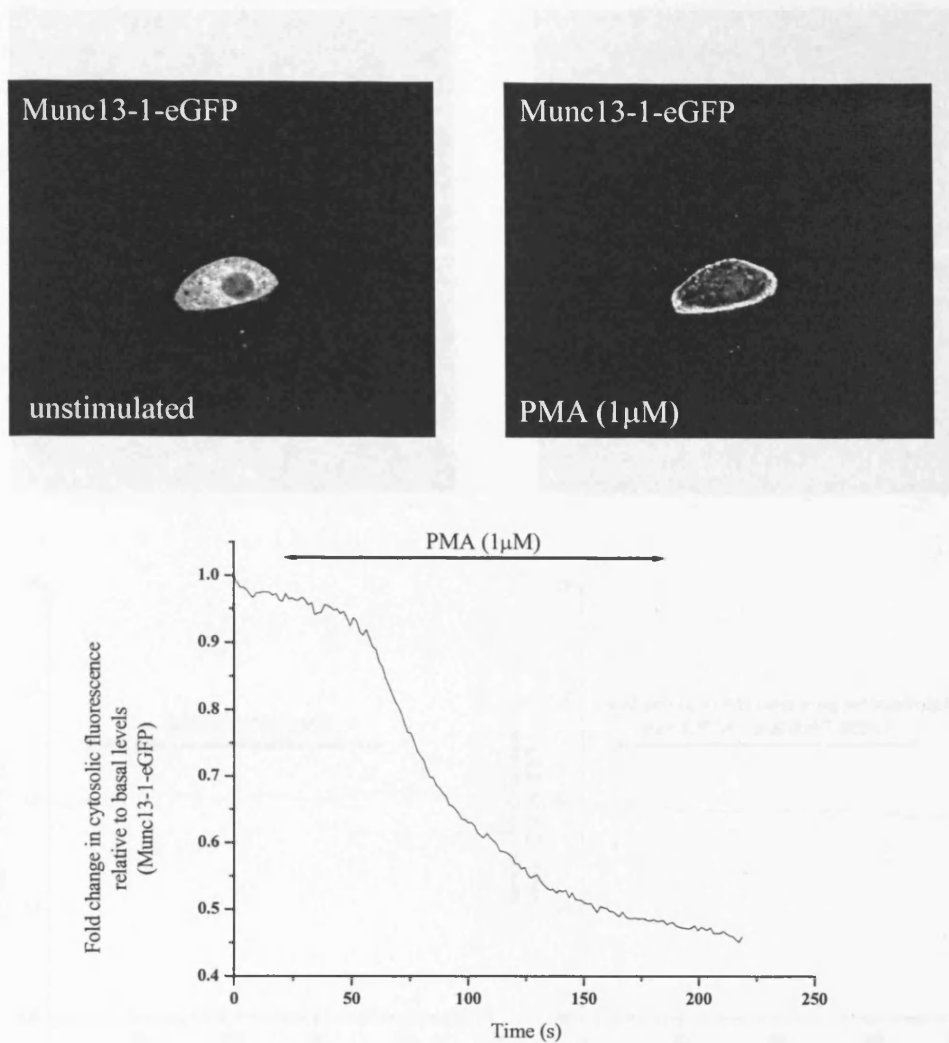 Munc13-1-eGFP
unstimulated
Munc13-1-eGFP
PMA (1μM)
PMA (1μM)
Fold change in cytosolic fluorescence
relative to basal levels
(Munc13-1-eGFP)
1.0
0.9
0.8
0.7
0.6
0.5
0.4
0
50
100
150
200
250
Time (s)